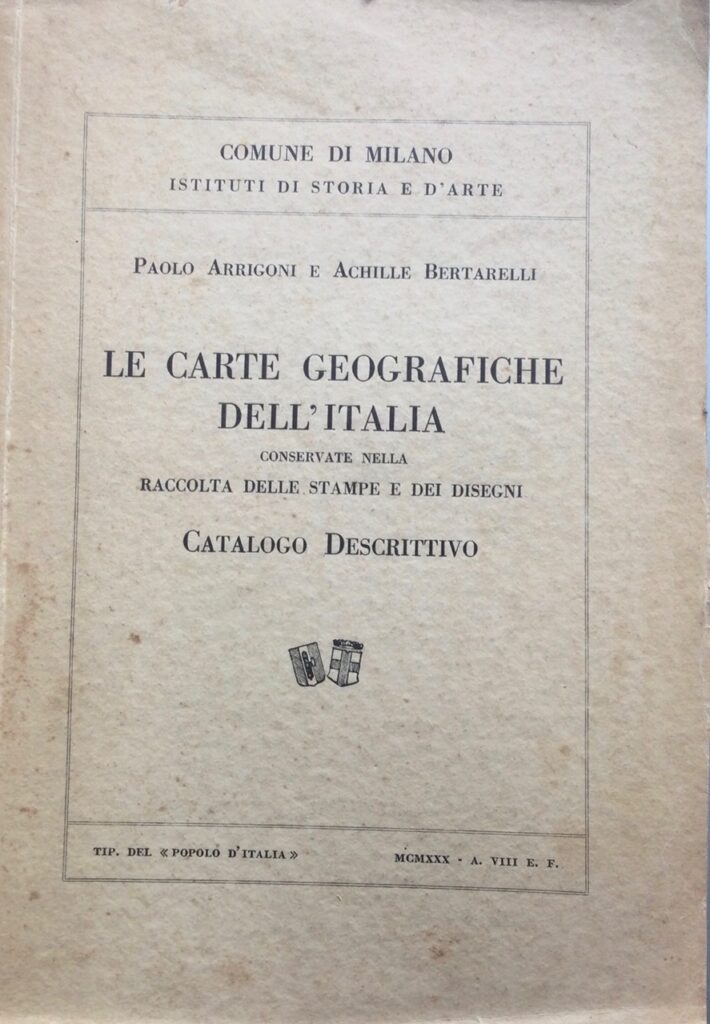 COMUNE DI MILANO
ISTITUTI DI STORIA E D'ARTE
PAOLO ARRIGONI E ACHILLE BERTARELLI
LE CARTE GEOGRAFICHE
DELL'ITALIA
CONSERVATE NELLA
RACCOLTA DELLE STAMPE E DEI DISEGNI
CATALOGO DESCRITTIVO
TIP. DEL «POPOLO D'ITALIA»
MCMXXX - A. VIII E. F.